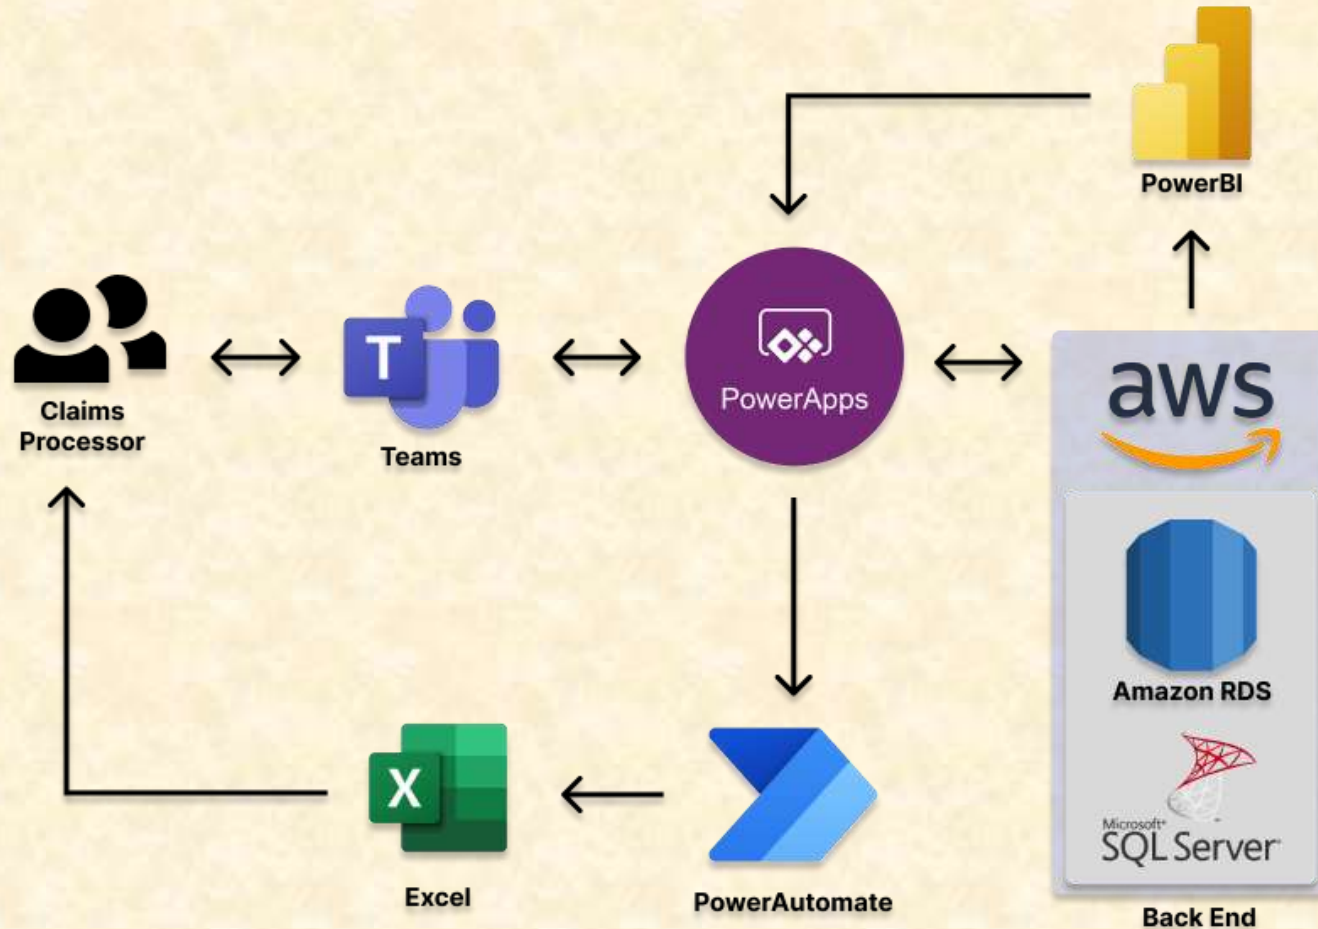 PowerBI
Claims
Processor
T
Teams
PowerApps
aws
Amazon RDS
Microsoft®
SQL Server
Back End
X
Excel
PowerAutomate